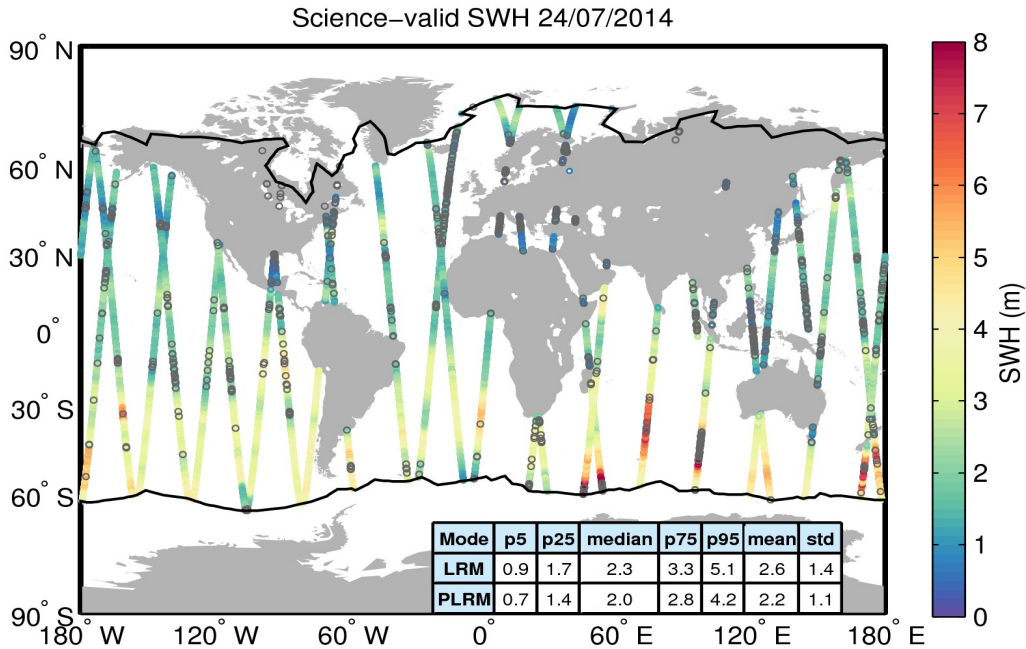 Science−valid SWH 24/07/2014
90° N
60° N
30° N
0°
30° S
60° S
90° S
180° W
120° W
60° W
0°
60° E
120° E
180° E
Mode p5 p25 median p75 p95 mean std
LRM 0.9 1.7 2.3 3.3 5.1 2.6 1.4
PLRM 0.7 1.4 2.0 2.8 4.2 2.2 1.1
8
7
6
5
4
3
2
1
0
SWH (m)